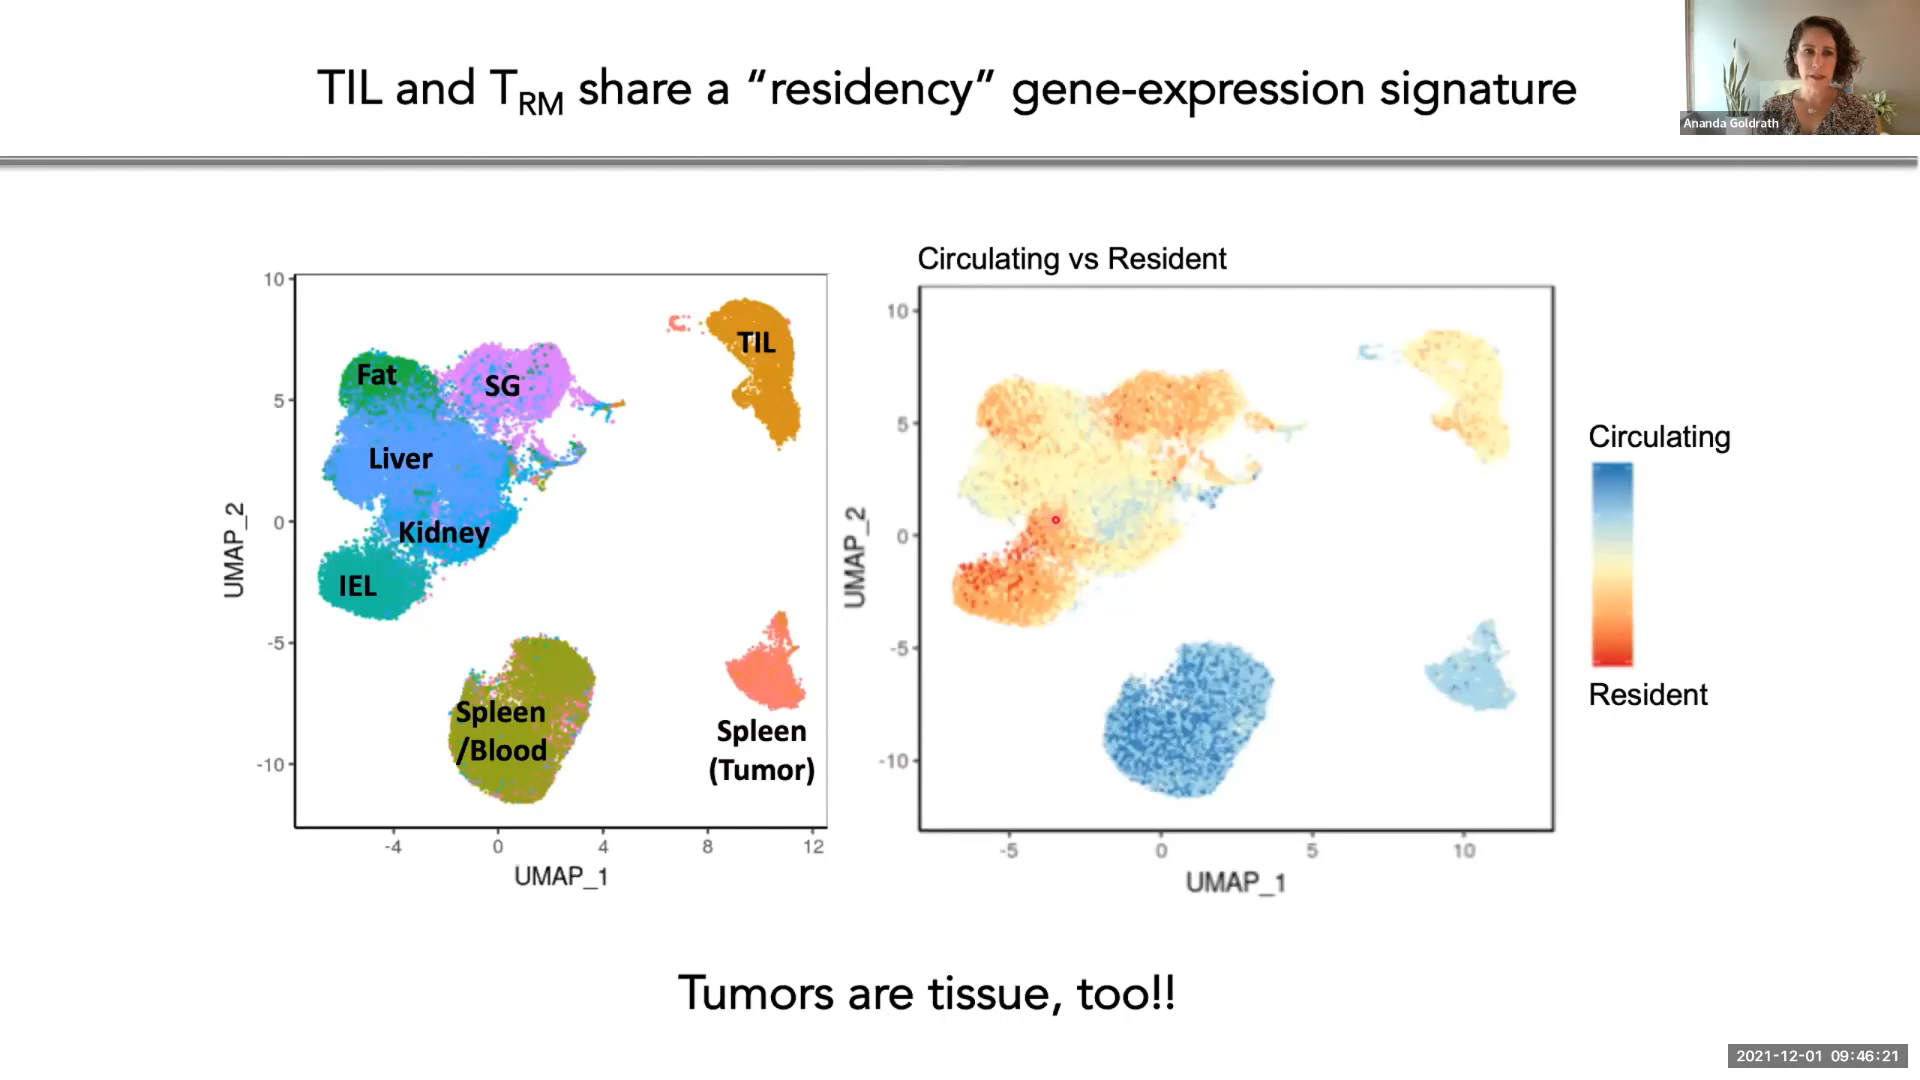 TIL and TRM share a “residency” gene-expression signature
Ananda Goldrath
Circulating vs Resident
10
5
0
-5
-10
UMAP_2
Fat
SG
TIL
Liver
Kidney
IEL
Spleen
/Blood
Spleen
(Tumor)
-4
0
4
8
12
UMAP_1
10
5
0
-5
-10
UMAP_2
-5
0
5
10
UMAP_1
Circulating
Resident
Tumors are tissue, too!!
2021-12-01 09:46:21